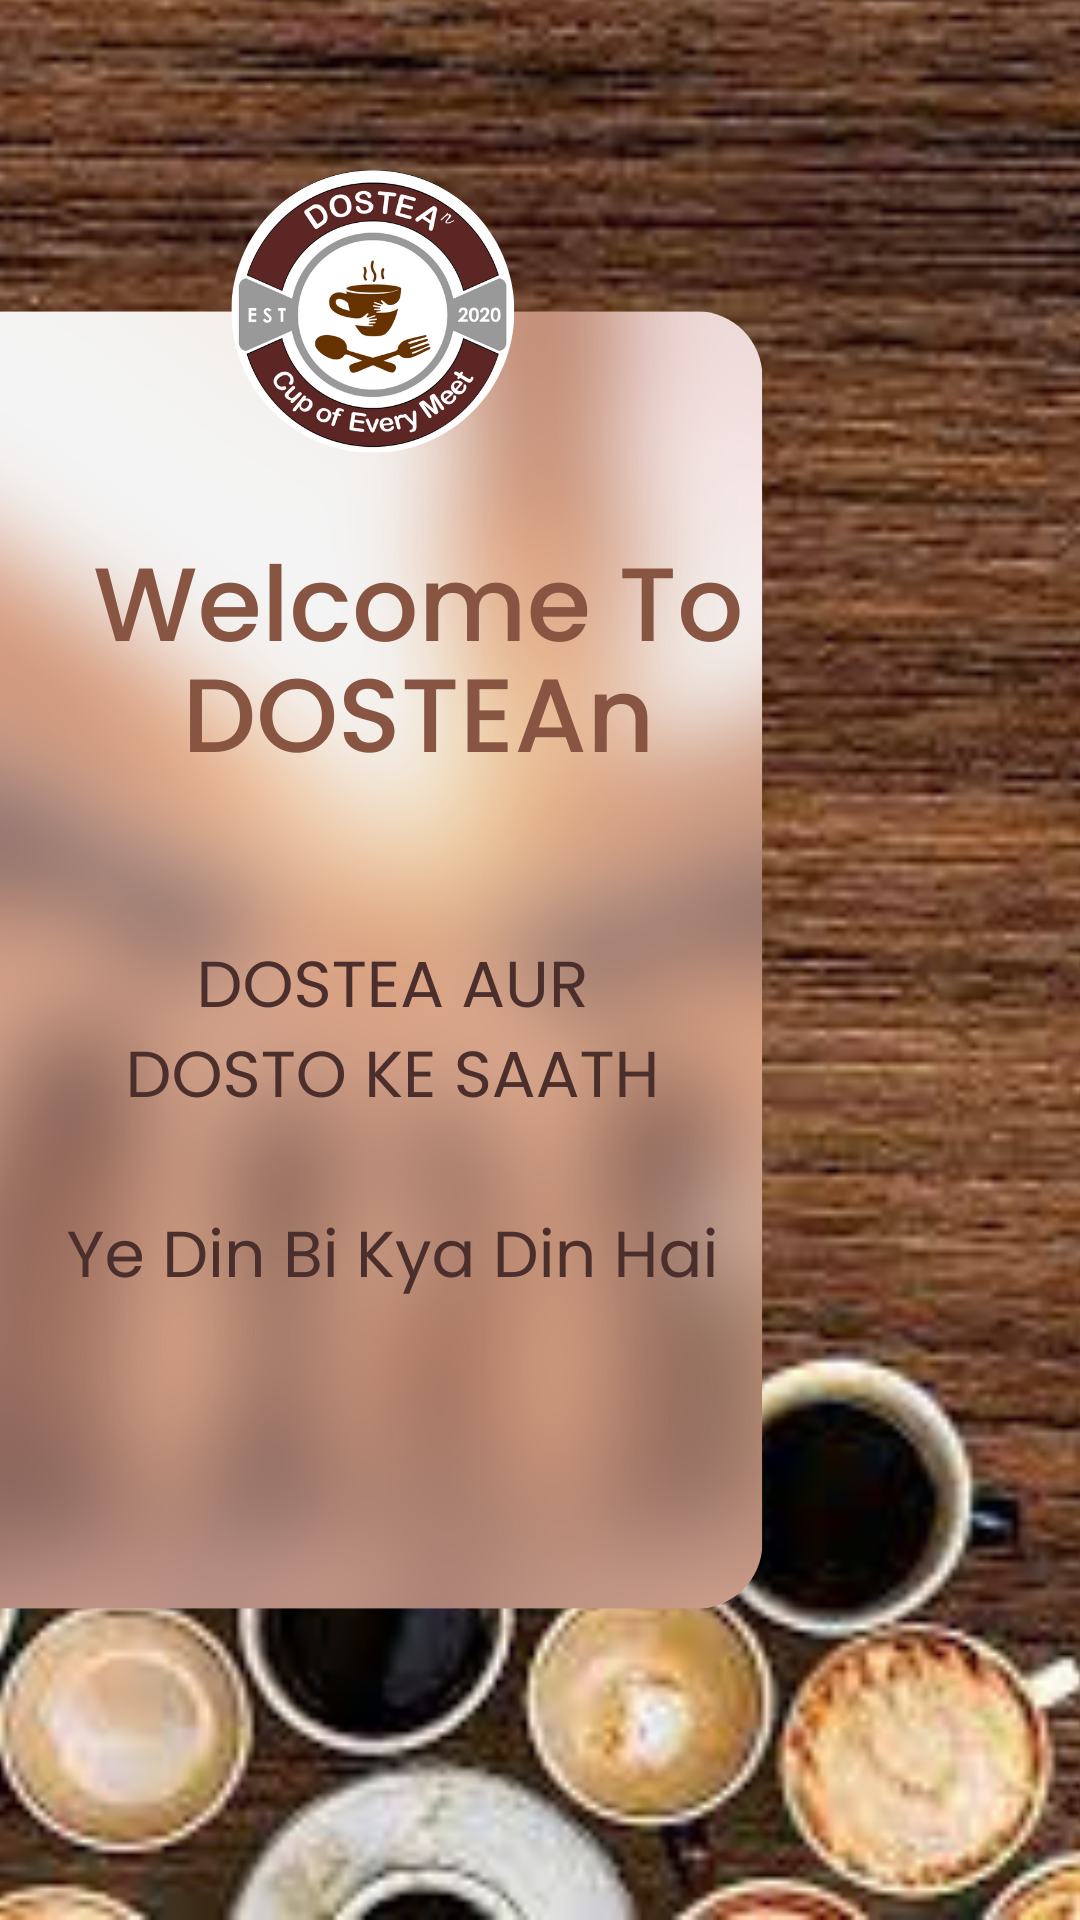 DOSTEAn
EST 2020
Cup of Every Meet
Welcome To
DOSTEAn
DOSTEA AUR
DOSTO KE SAATH
Ye Din Bi Kya Din Hai